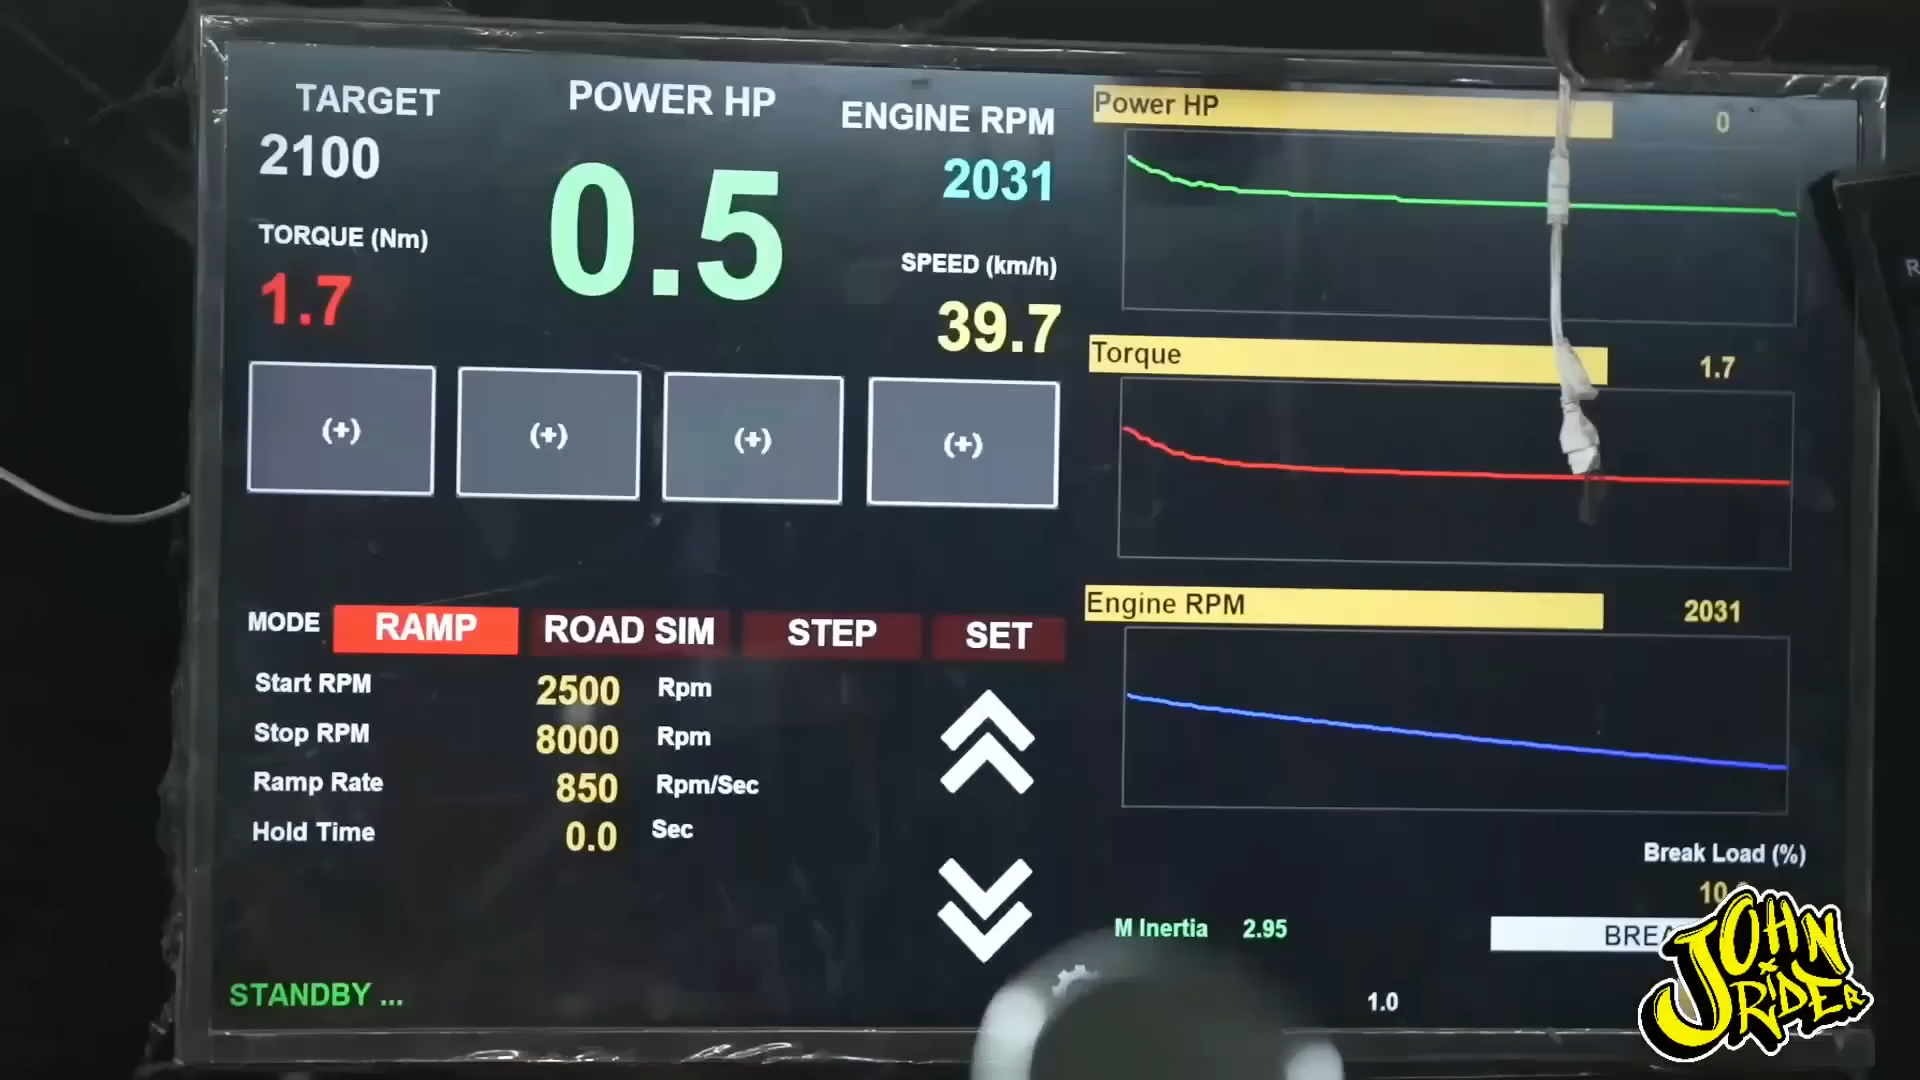 TARGET
2100
POWER HP
0.5
ENGINE RPM
2031
TORQUE (Nm)
1.7
SPEED (km/h)
39.7
(+) (+) (+) (+)
MODE RAMP ROAD SIM STEP SET
Start RPM 2500 Rpm
Stop RPM 8000 Rpm
Ramp Rate 850 Rpm/Sec
Hold Time 0.0 Sec
STANDBY ...
Power HP 0
Torque 1.7
Engine RPM 2031
Break Load (%)
M Inertia 2.95
1.0
JOHN
RIDER